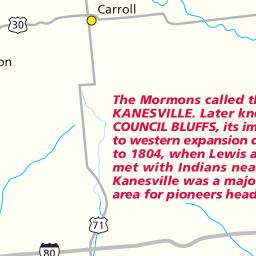 Carroll
30
on
The Mormons called th
KANESVILLE. Later kno
COUNCIL BLUFFS, its im
to western expansion d
to 1804, when Lewis a
met with Indians nea
Kanesville was a majo
area for pioneers head
71
80